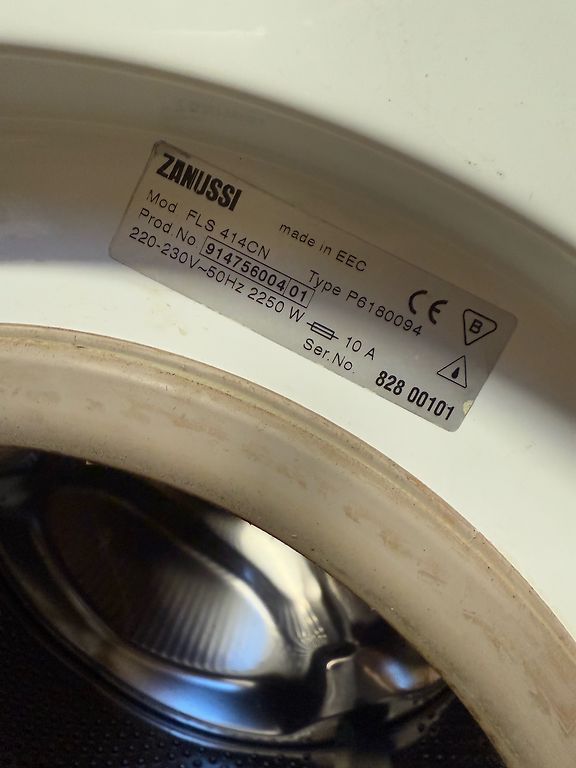 ZANUSSI
made in EEC
Mod FLS 414CN Type P6180094
Prod No 914756004 01
220-230V~50Hz 2250 W 10 A
Ser.No. 828 00101
CE B